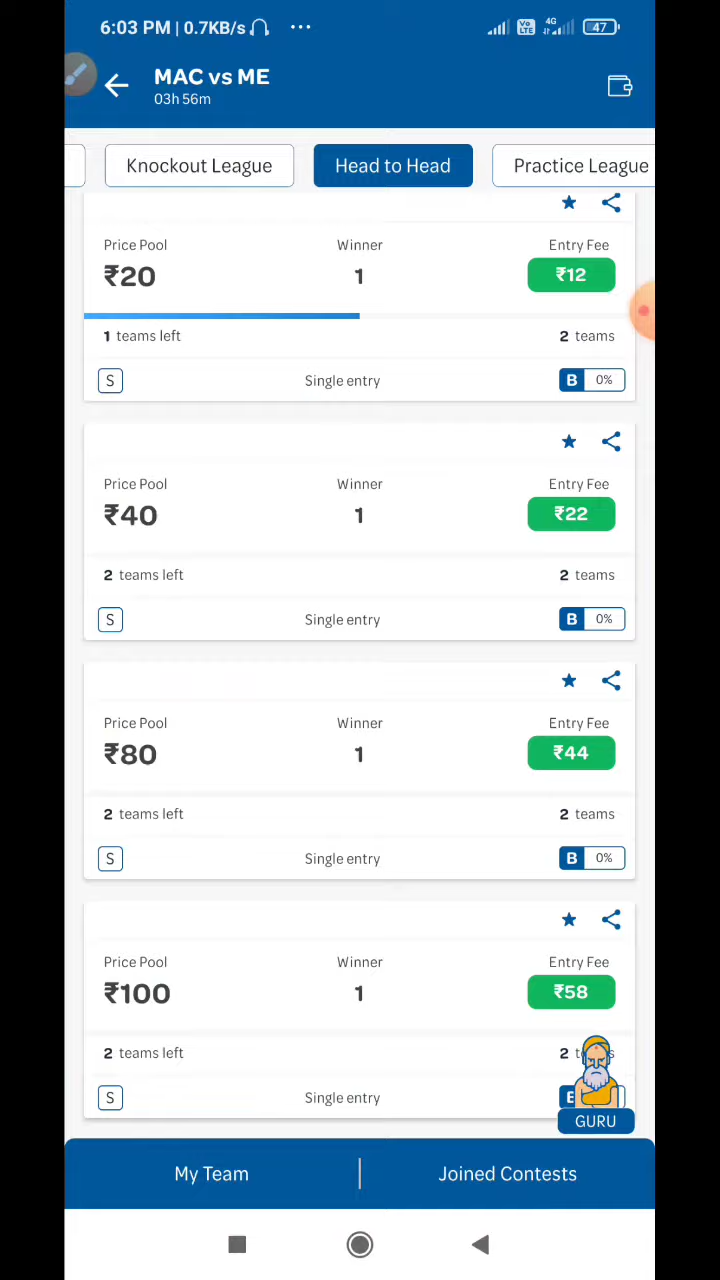 6:03 PM | 0.7KB/s ... Vo LTE 4G 47
MAC vs ME
03h 56m
Knockout League Head to Head Practice League
Price Pool Winner Entry Fee
₹20 1 ₹12
1 teams left 2 teams
S Single entry B 0%
Price Pool Winner Entry Fee
₹40 1 ₹22
2 teams left 2 teams
S Single entry B 0%
Price Pool Winner Entry Fee
₹80 1 ₹44
2 teams left 2 teams
S Single entry B 0%
Price Pool Winner Entry Fee
₹100 1 ₹58
2 teams left 2
S Single entry
GURU
My Team | Joined Contests